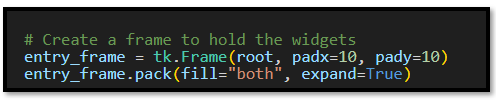 # Create a frame to hold the widgets
entry_frame = tk.Frame(root, padx=10, pady=10)
entry_frame.pack(fill="both", expand=True)